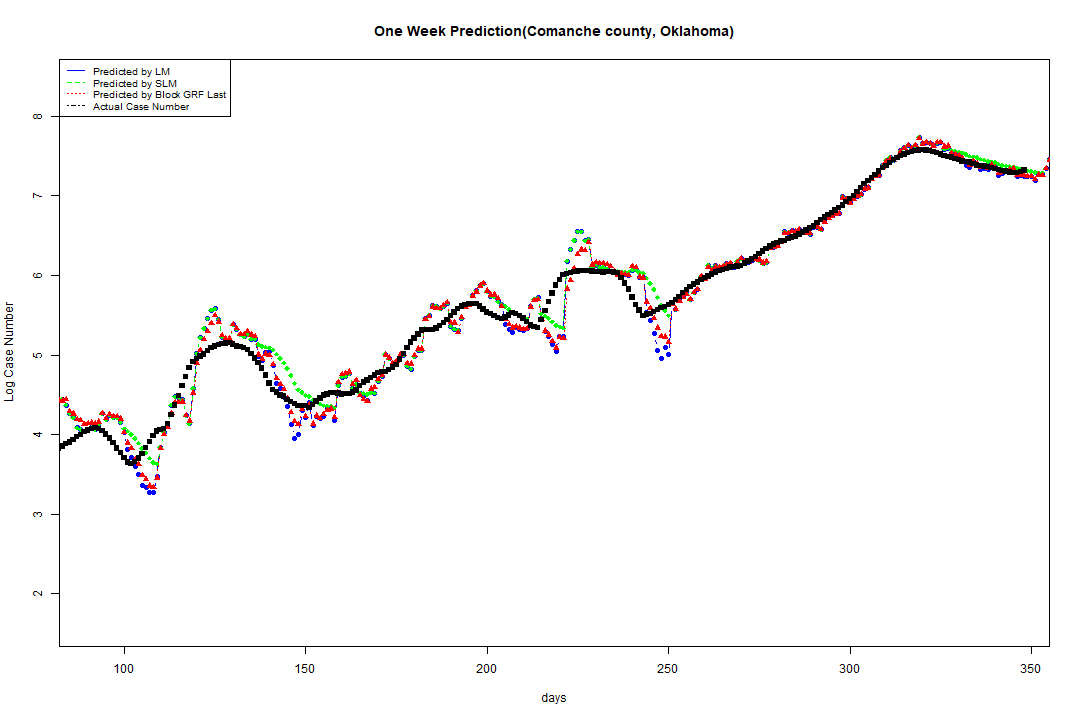 One Week Prediction(Comanche county, Oklahoma)
Predicted by LM
Predicted by SLM
Predicted by Block GRF Last
Actual Case Number
Log Case Number
8
7
6
5
4
3
2
100 150 200 250 300 350
days